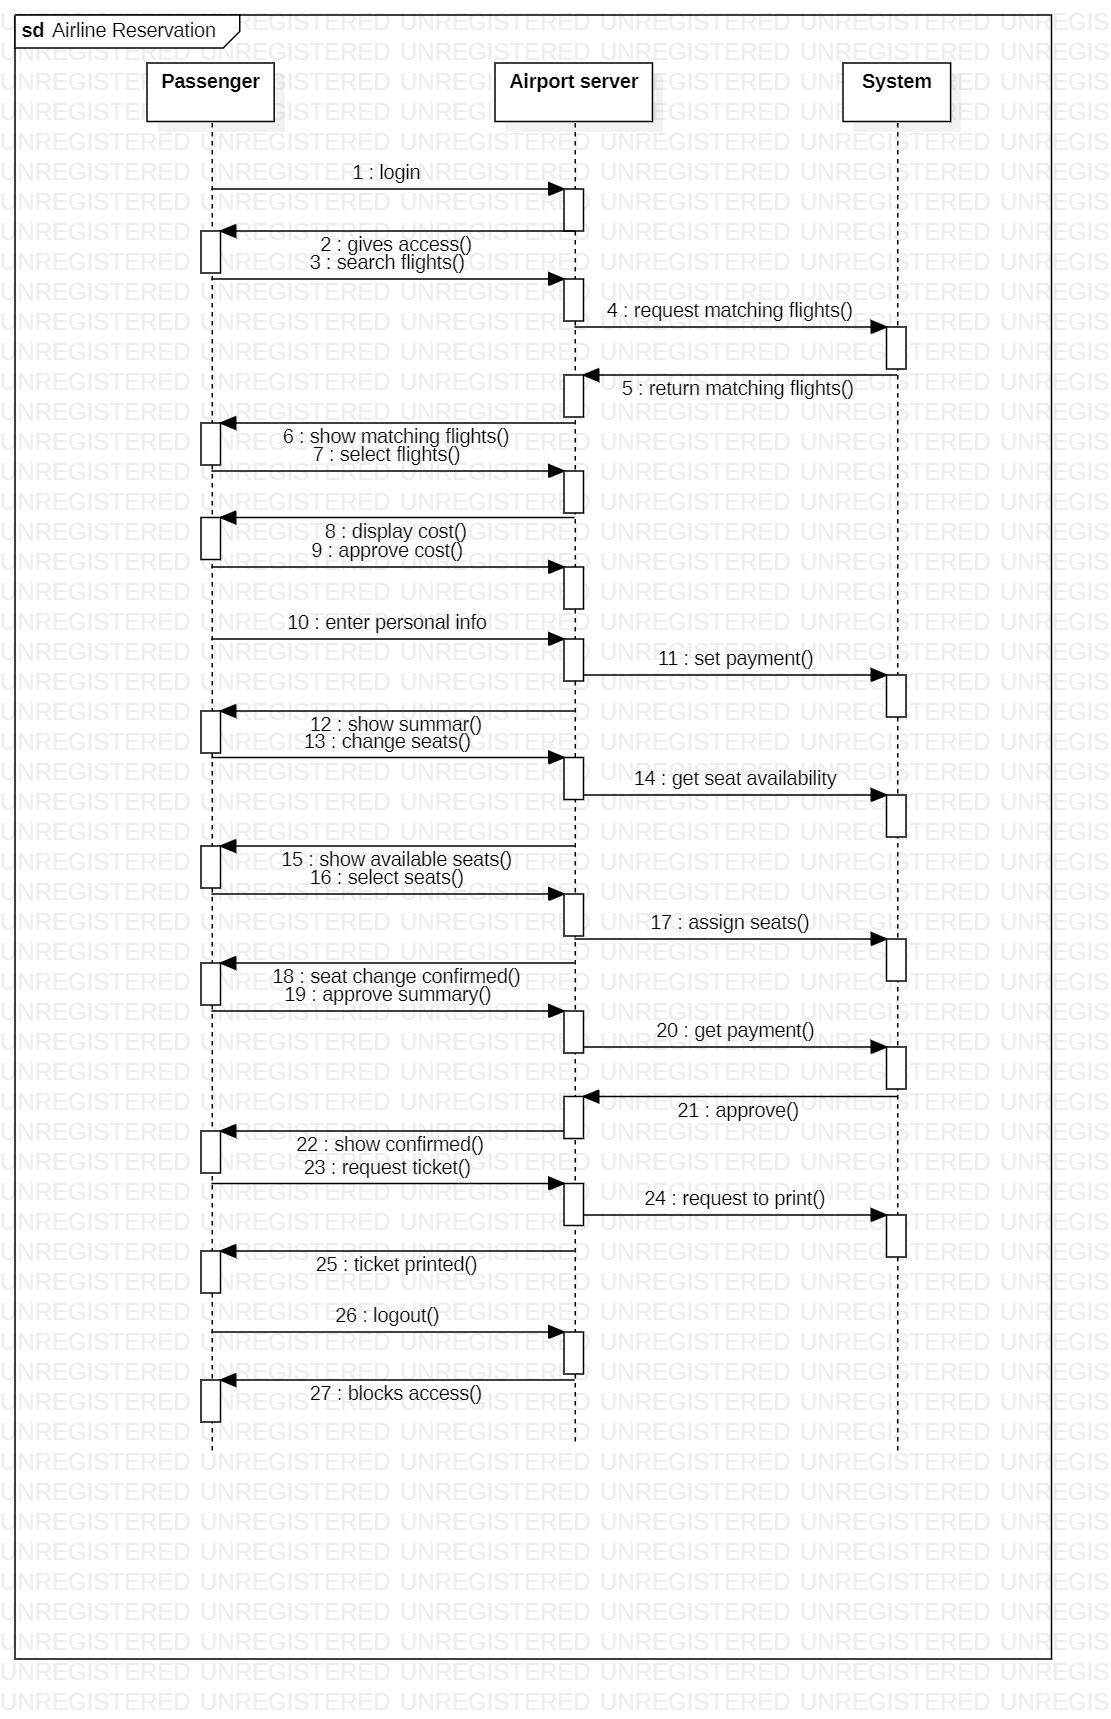 sd Airline Reservation
Passenger
Airport server
System
1 : login
2 : gives access()
3 : search flights()
4 : request matching flights()
5 : return matching flights()
6 : show matching flights()
7 : select flights()
8 : display cost()
9 : approve cost()
10 : enter personal info
11 : set payment()
12 : show summar()
13 : change seats()
14 : get seat availability
15 : show available seats()
16 : select seats()
17 : assign seats()
18 : seat change confirmed()
19 : approve summary()
20 : get payment()
21 : approve()
22 : show confirmed()
23 : request ticket()
24 : request to print()
25 : ticket printed()
26 : logout()
27 : blocks access()
UNREGISTERED